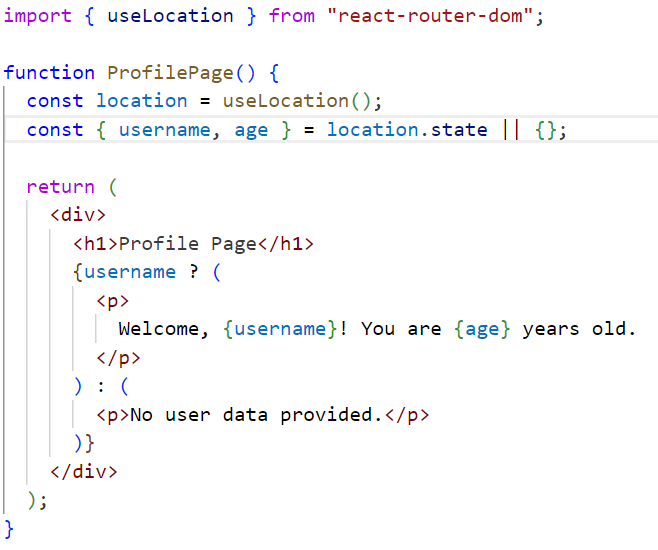 import { useLocation } from "react-router-dom";

function ProfilePage() {
  const location = useLocation();
  const { username, age } = location.state || {};

  return (
    <div>
      <h1>Profile Page</h1>
      {username ? (
        <p>
          Welcome, {username}! You are {age} years old.
        </p>
      ) : (
        <p>No user data provided.</p>
      )}
    </div>
  );
}